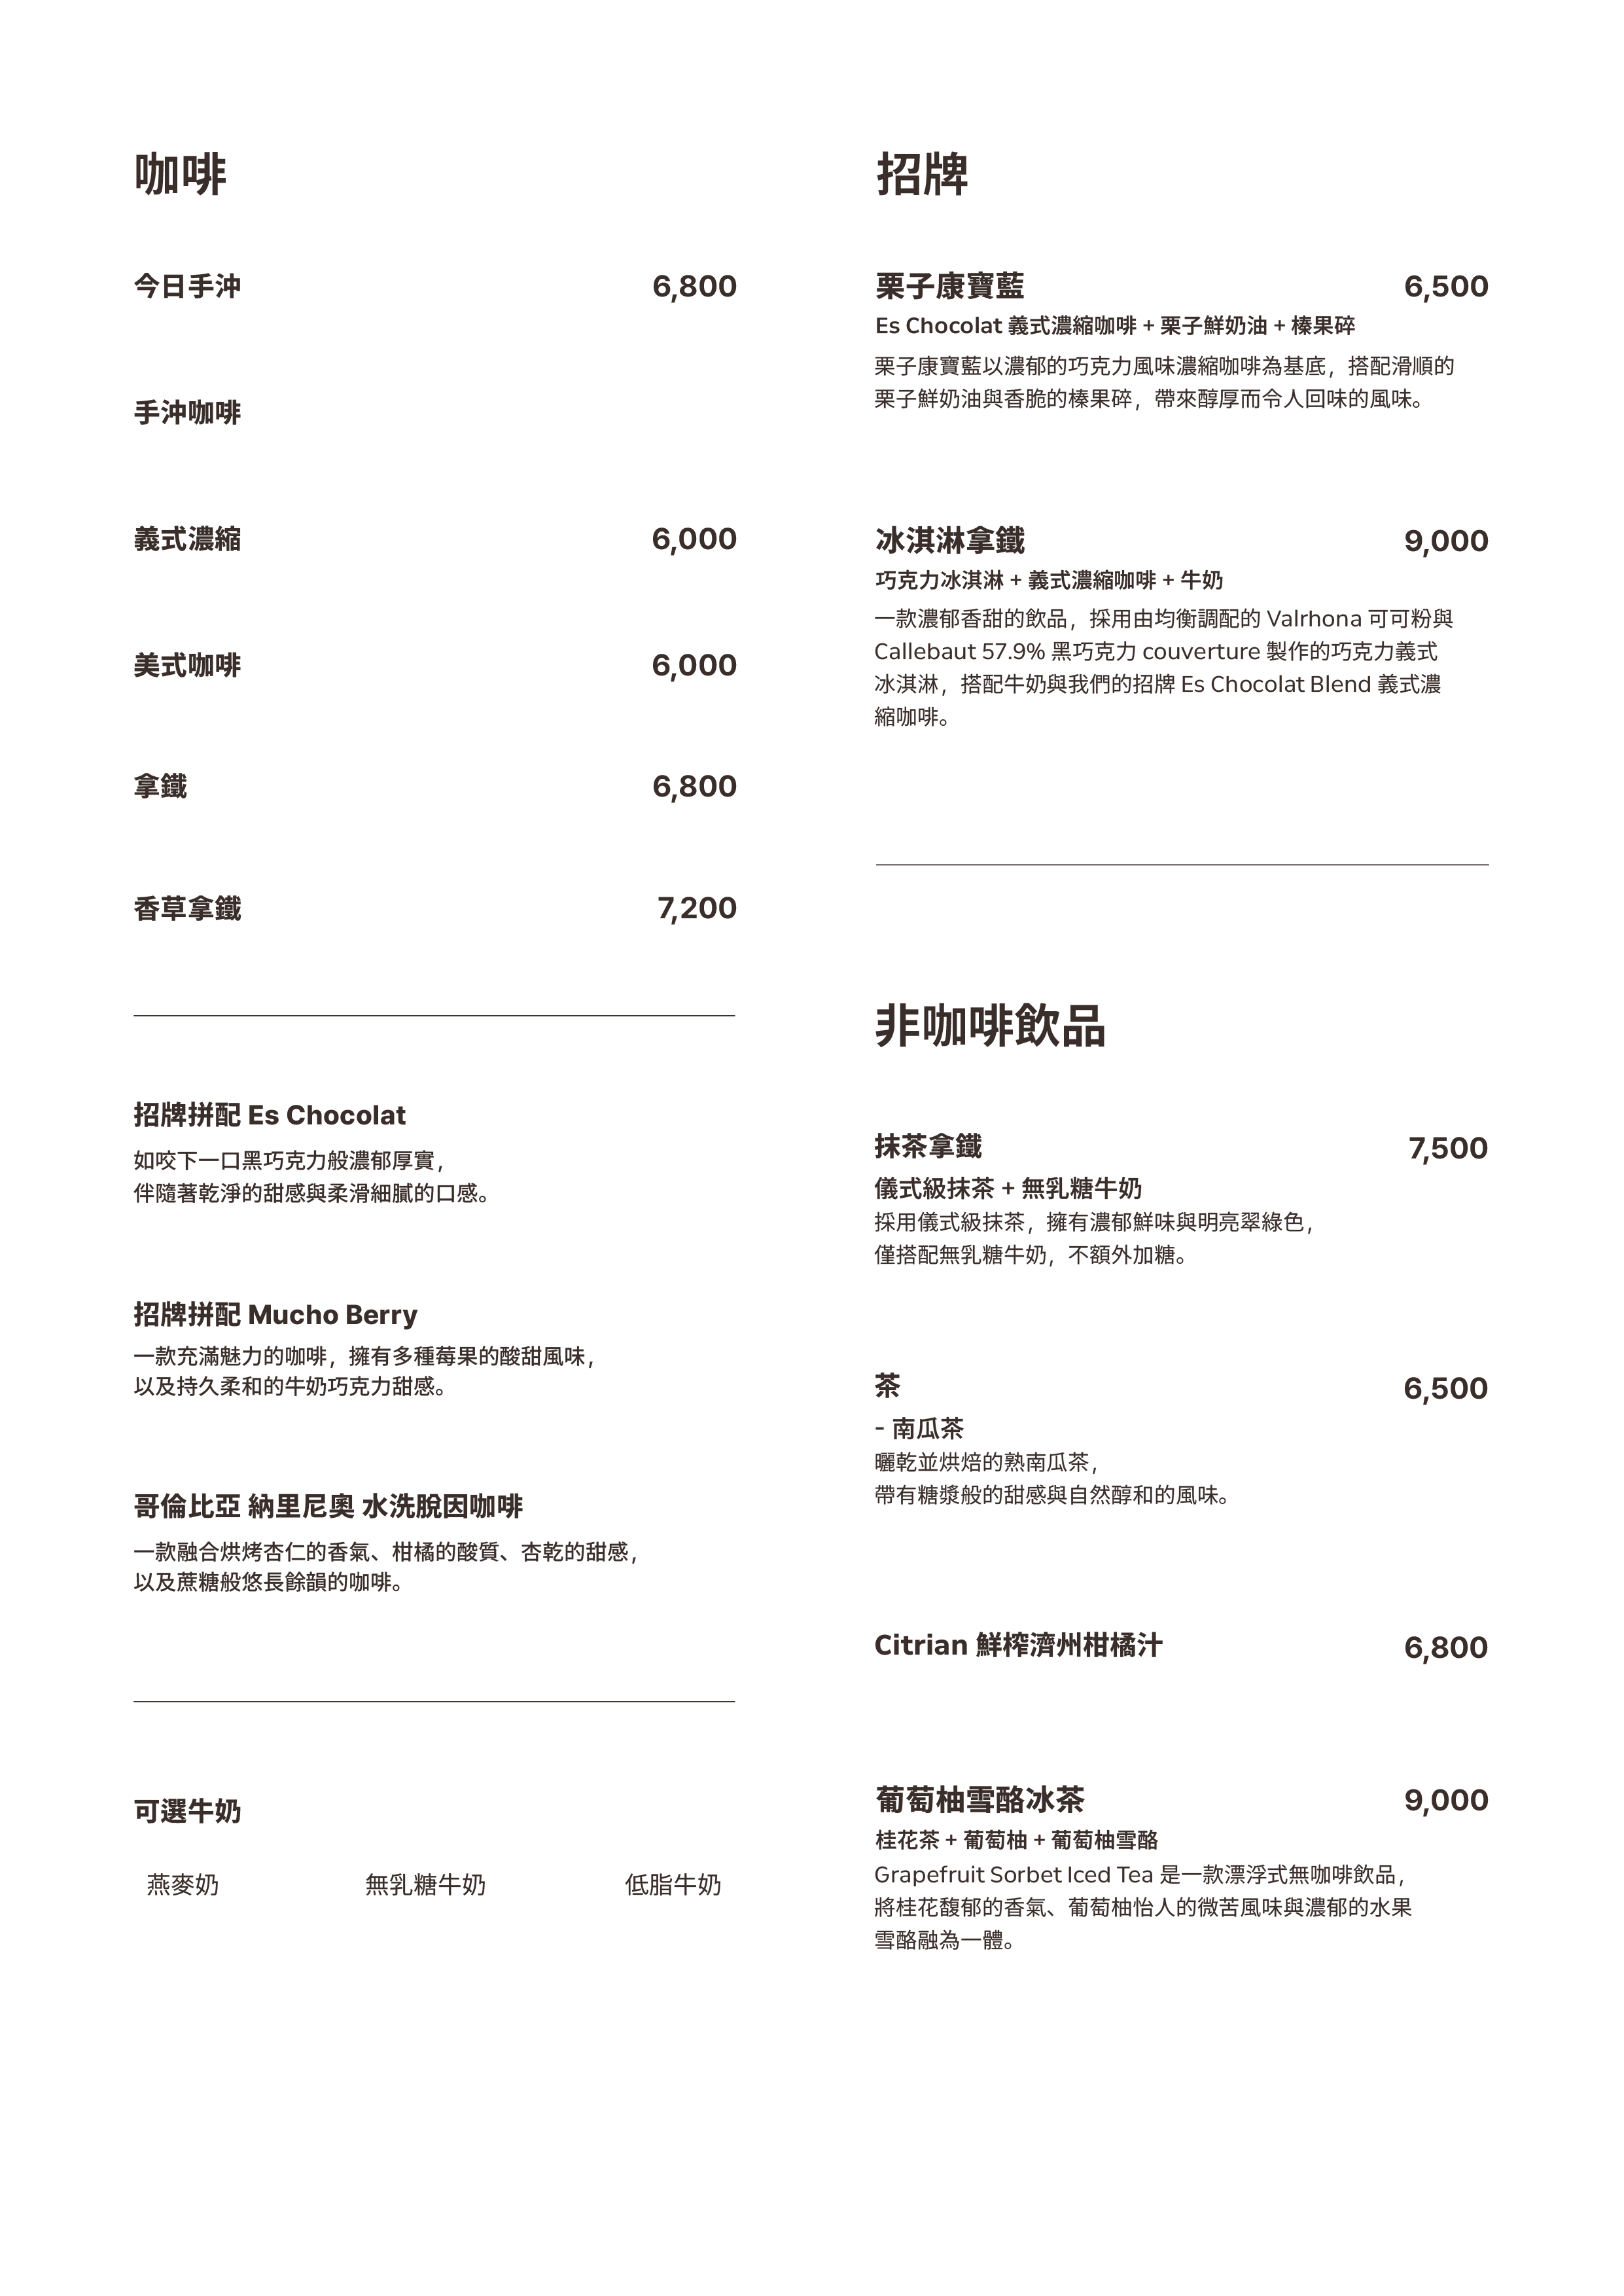 咖啡
今日手沖 6,800
手沖咖啡
義式濃縮 6,000
美式咖啡 6,000
拿鐵 6,800
香草拿鐵 7,200
招牌拼配 Es Chocolat
如咬下一口黑巧克力般濃郁厚實，
伴隨著乾淨的甜感與柔滑細膩的口感。
招牌拼配 Mucho Berry
一款充滿魅力的咖啡，擁有多種莓果的酸甜風味，
以及持久柔和的牛奶巧克力甜感。
哥倫比亞 納里尼奧 水洗脫因咖啡
一款融合烘烤杏仁的香氣、柑橘的酸質、杏乾的甜感，
以及蔗糖般悠長餘韻的咖啡。
可選牛奶
燕麥奶 無乳糖牛奶 低脂牛奶
招牌
栗子康寶藍 6,500
Es Chocolat 義式濃縮咖啡 + 栗子鮮奶油 + 榛果碎
栗子康寶藍以濃郁的巧克力風味濃縮咖啡為基底，搭配滑順的
栗子鮮奶油與香脆的榛果碎，帶來醇厚而令人回味的風味。
冰淇淋拿鐵 9,000
巧克力冰淇淋 + 義式濃縮咖啡 + 牛奶
一款濃郁香甜的飲品，採用由均衡調配的 Valrhona 可可粉與
Callebaut 57.9% 黑巧克力 couverture 製作的巧克力義式
冰淇淋，搭配牛奶與我們的招牌 Es Chocolat Blend 義式濃
縮咖啡。
非咖啡飲品
抹茶拿鐵 7,500
儀式級抹茶 + 無乳糖牛奶
採用儀式級抹茶，擁有濃郁鮮味與明亮翠綠色，
僅搭配無乳糖牛奶，不額外加糖。
茶 6,500
- 南瓜茶
曬乾並烘焙的熟南瓜茶，
帶有糖漿般的甜感與自然醇和的風味。
Citrian 鮮榨濟州柑橘汁 6,800
葡萄柚雪酪冰茶 9,000
桂花茶 + 葡萄柚 + 葡萄柚雪酪
Grapefruit Sorbet Iced Tea 是一款漂浮式無咖啡飲品，
將桂花馥郁的香氣、葡萄柚怡人的微苦風味與濃郁的水果
雪酪融為一體。